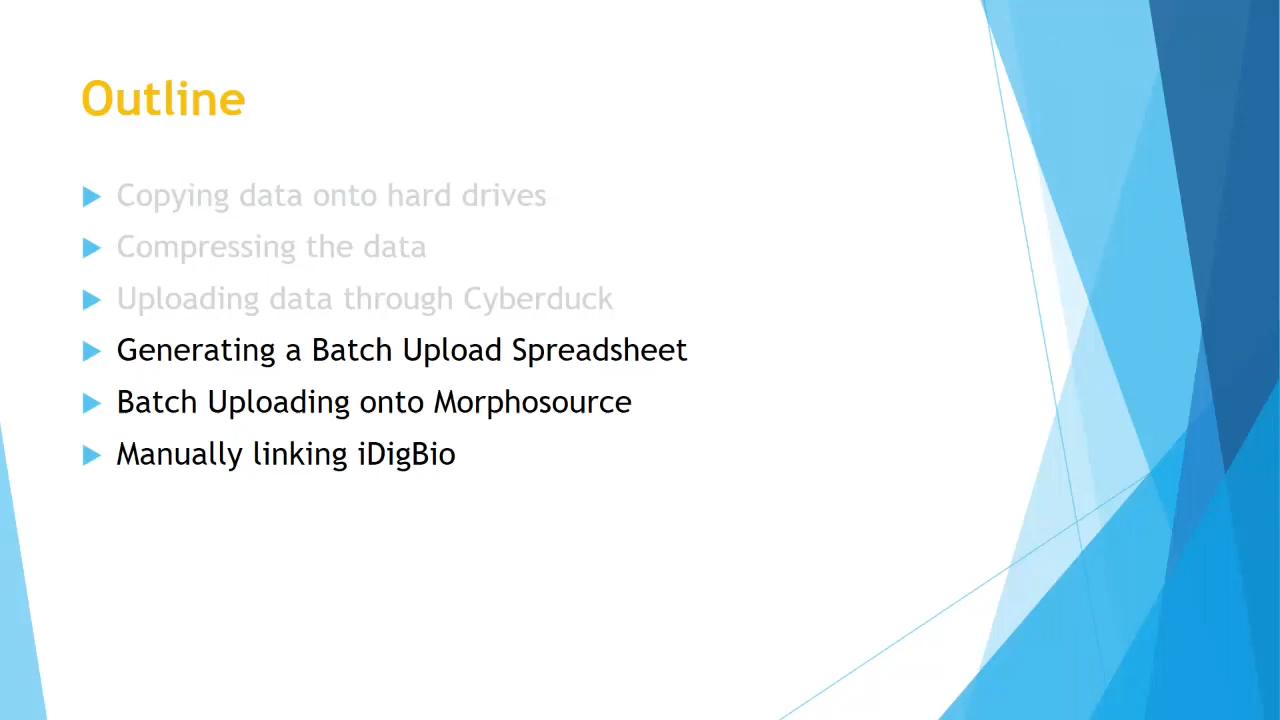 Outline
Copying data onto hard drives
Compressing the data
Uploading data through Cyberduck
Generating a Batch Upload Spreadsheet
Batch Uploading onto Morphosource
Manually linking iDigBio